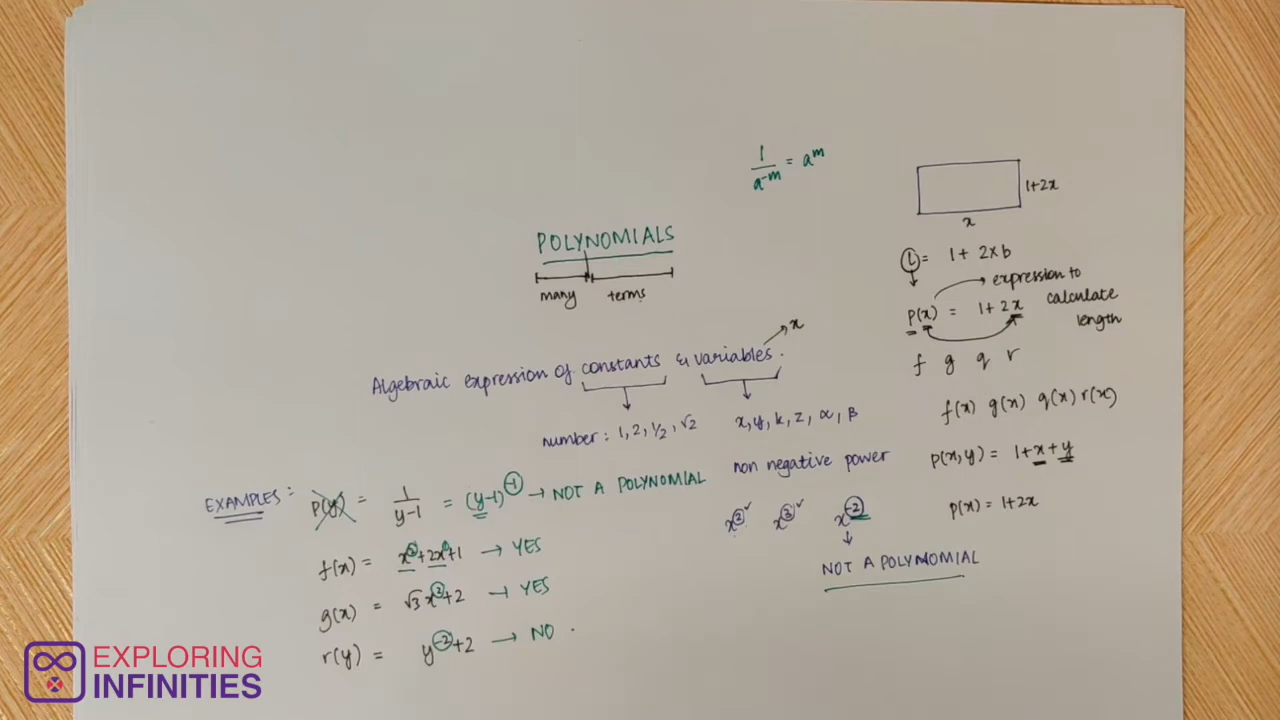 1/a^-m = a^m
POLYNOMIALS
many terms
Algebraic expression of constants & variables.
x
number : 1, 2, 1/2, √2
x, y, k, z, α, β
non negative power
x^2 ✓ x^3 ✓ x^-2
NOT A POLYNOMIAL
EXAMPLES :
p(y) = 1/(y-1) = (y-1)^-1 → NOT A POLYNOMIAL
f(x) = x^2+2x^1+1 → YES
g(x) = √3 x^2+2 → YES
r(y) = y^-2+2 → NO
1+2x
x
l = 1 + 2×b
expression to calculate length
p(x) = 1+2x
f g q r
f(x) g(x) q(x) r(x)
p(x,y) = 1+x+y
p(x) = 1+2x
EXPLORING
INFINITIES